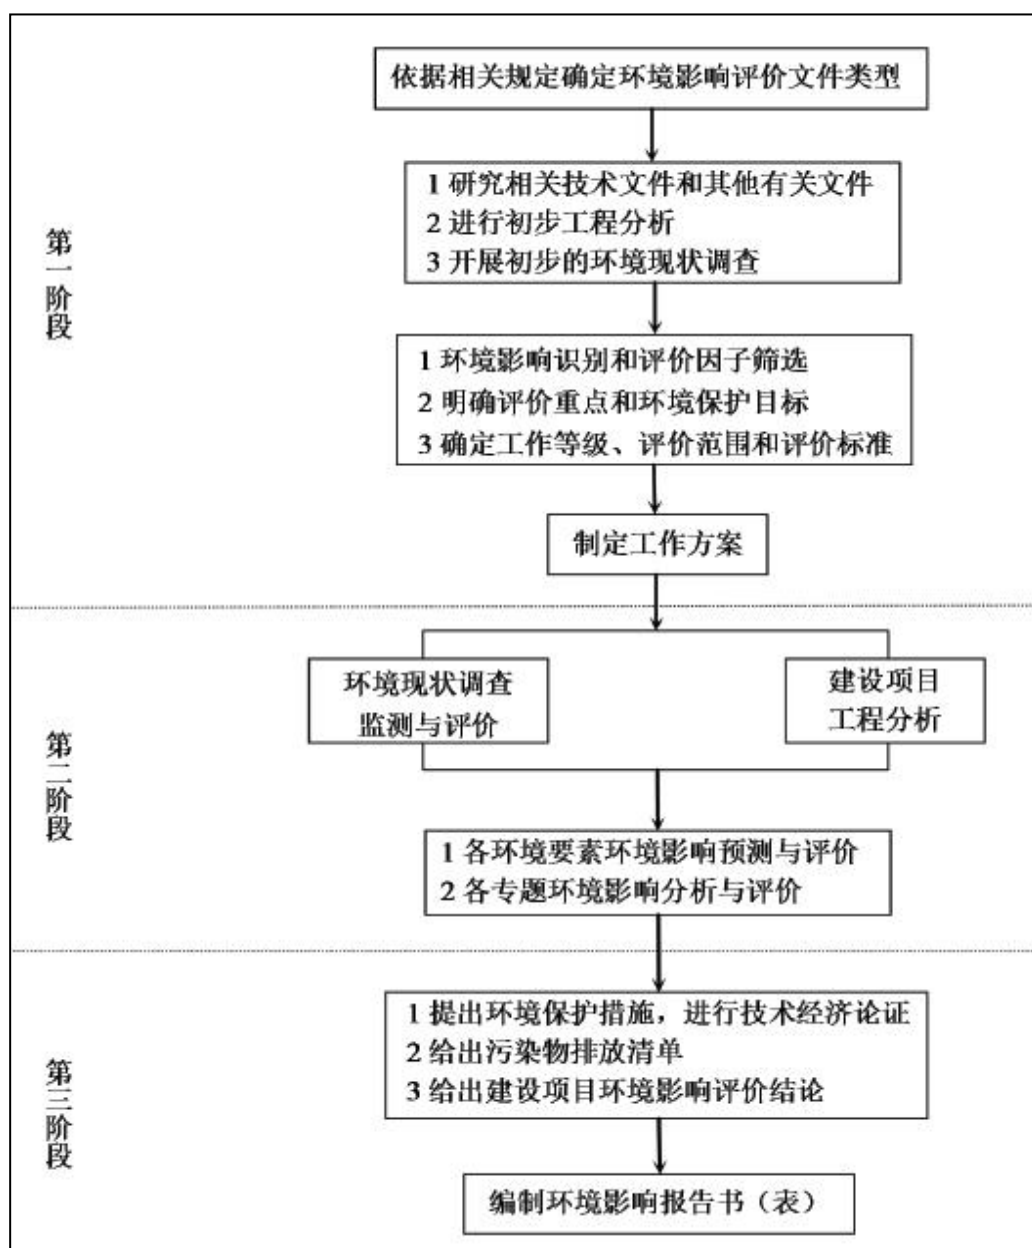 依据相关规定确定环境影响评价文件类型
1 研究相关技术文件和其他有关文件
2 进行初步工程分析
3 开展初步的环境现状调查
第一阶段
1 环境影响识别和评价因子筛选
2 明确评价重点和环境保护目标
3 确定工作等级、评价范围和评价标准
制定工作方案
环境现状调查
监测与评价
建设项目
工程分析
第二阶段
1 各环境要素环境影响预测与评价
2 各专题环境影响分析与评价
1 提出环境保护措施，进行技术经济论证
2 给出污染物排放清单
3 给出建设项目环境影响评价结论
第三阶段
编制环境影响报告书（表）